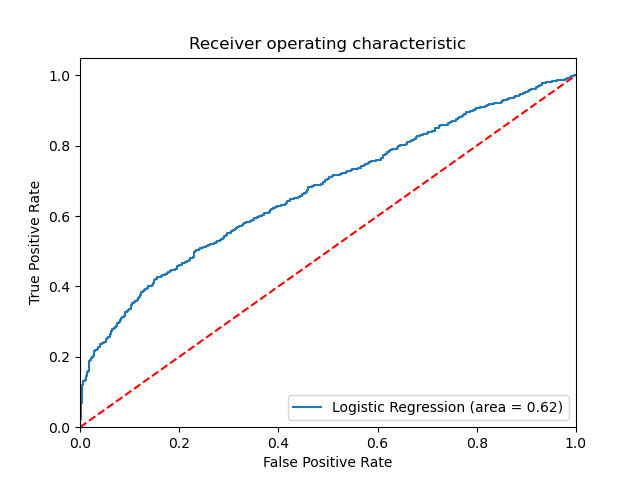 Receiver operating characteristic
True Positive Rate
1.0
0.8
0.6
0.4
0.2
0.0
0.0 0.2 0.4 0.6 0.8 1.0
False Positive Rate
Logistic Regression (area = 0.62)